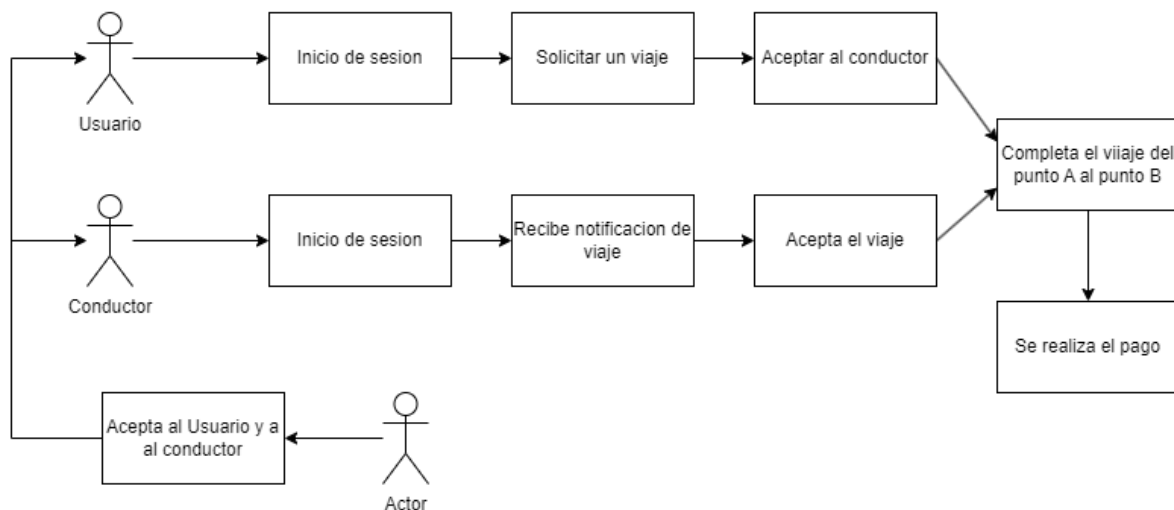 Inicio de sesion
Solicitar un viaje
Aceptar al conductor
Usuario
Completa el viiaje del
punto A al punto B
Inicio de sesion
Recibe notificacion de
viaje
Acepta el viaje
Conductor
Se realiza el pago
Acepta al Usuario y a
al conductor
Actor